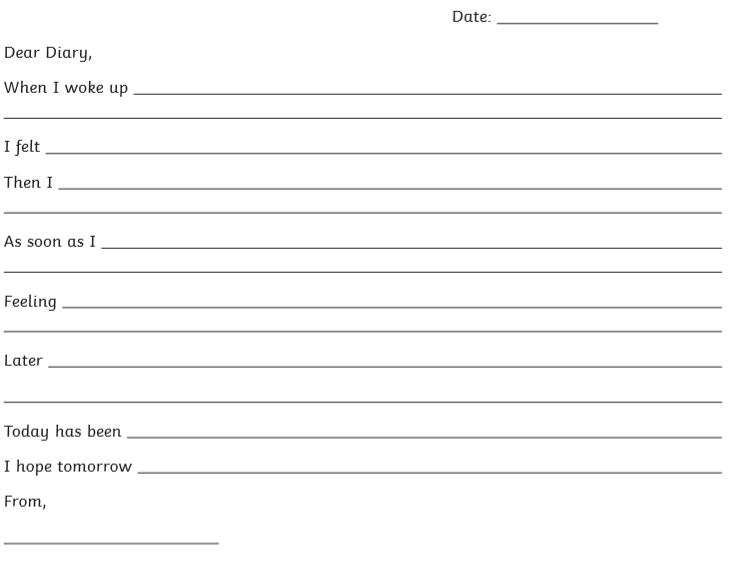 Date:
Dear Diary,
When I woke up
I felt
Then I
As soon as I
Feeling
Later
Today has been
I hope tomorrow
From,